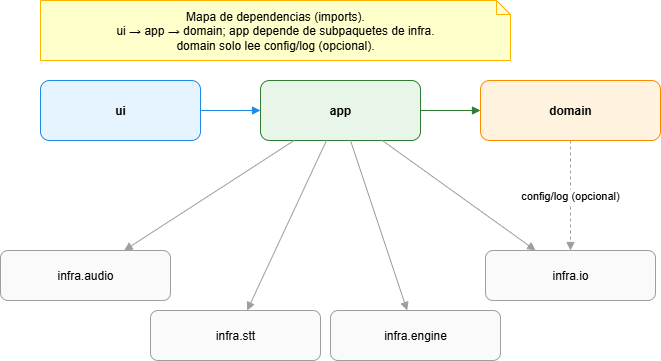 Mapa de dependencias (imports).
ui → app → domain; app depende de subpaquetes de infra.
domain solo lee config/log (opcional).
ui
app
domain
config/log (opcional)
infra.audio
infra.io
infra.stt
infra.engine